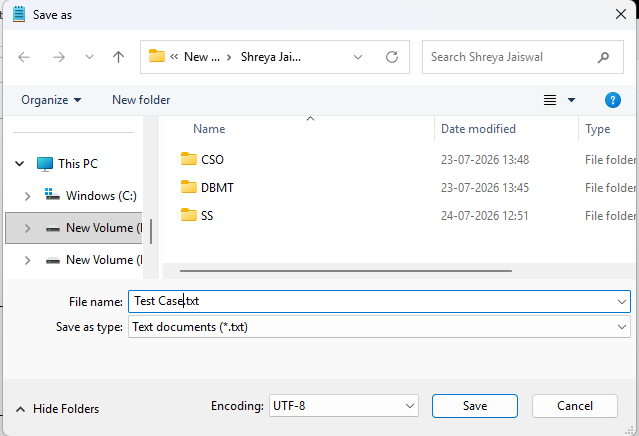 Save as
« New ... > Shreya Jai...
Search Shreya Jaiswal
Organize
New folder
?
Name
Date modified
Type
This PC
CSO
23-07-2026 13:48
File folder
Windows (C:)
DBMT
23-07-2026 13:45
File folder
New Volume (
SS
24-07-2026 12:51
File folder
New Volume (
File name:
Test Case.txt
Save as type:
Text documents (*.txt)
Hide Folders
Encoding:
UTF-8
Save
Cancel